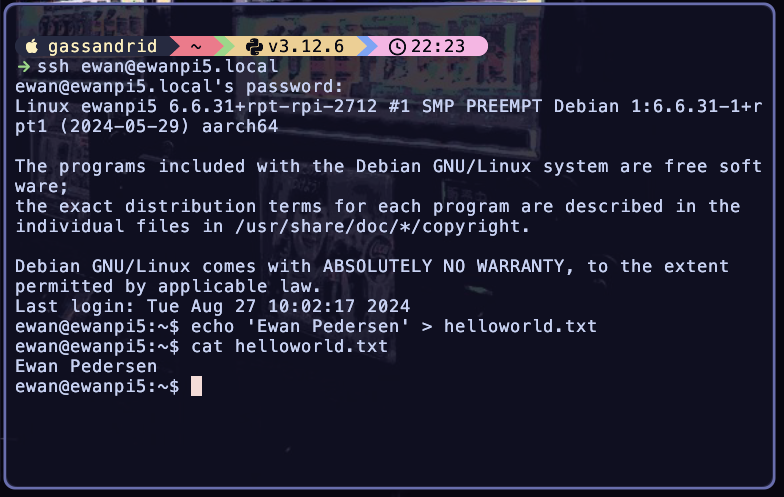 gassandrid ~ v3.12.6 22:23
→ ssh ewan@ewanpi5.local
ewan@ewanpi5.local's password:
Linux ewanpi5 6.6.31+rpt-rpi-2712 #1 SMP PREEMPT Debian 1:6.6.31-1+r
pt1 (2024-05-29) aarch64
The programs included with the Debian GNU/Linux system are free soft
ware;
the exact distribution terms for each program are described in the
individual files in /usr/share/doc/*/copyright.
Debian GNU/Linux comes with ABSOLUTELY NO WARRANTY, to the extent
permitted by applicable law.
Last login: Tue Aug 27 10:02:17 2024
ewan@ewanpi5:~$ echo 'Ewan Pedersen' > helloworld.txt
ewan@ewanpi5:~$ cat helloworld.txt
Ewan Pedersen
ewan@ewanpi5:~$